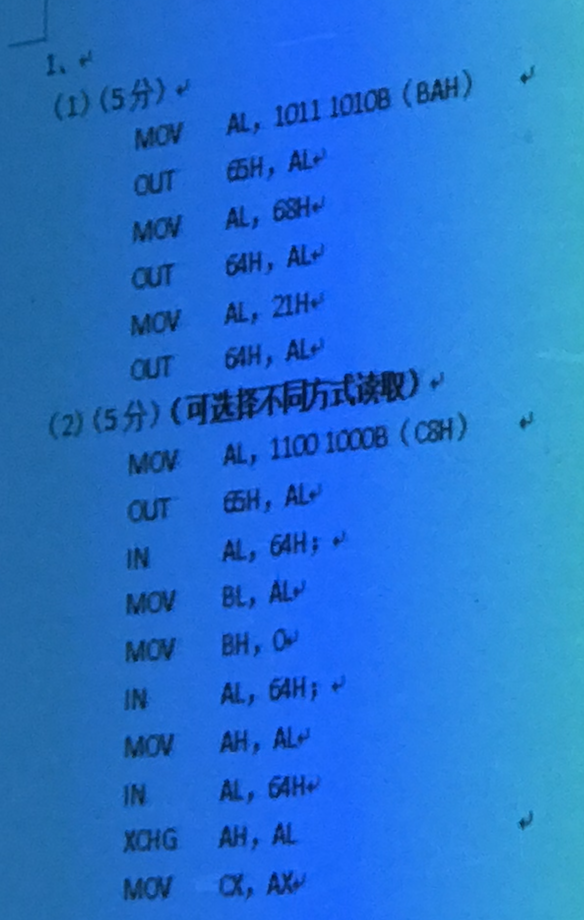 1、
(1)(5分)
MOV AL, 1011 1010B (BAH)
OUT 65H, AL
MOV AL, 68H
OUT 64H, AL
MOV AL, 21H
OUT 64H, AL
(2)(5分)(可选择不同方式读取)
MOV AL, 1100 1000B (C8H)
OUT 65H, AL
IN AL, 64H;
MOV BL, AL
MOV BH, 0
IN AL, 64H;
MOV AH, AL
IN AL, 64H
XCHG AH, AL
MOV CX, AX